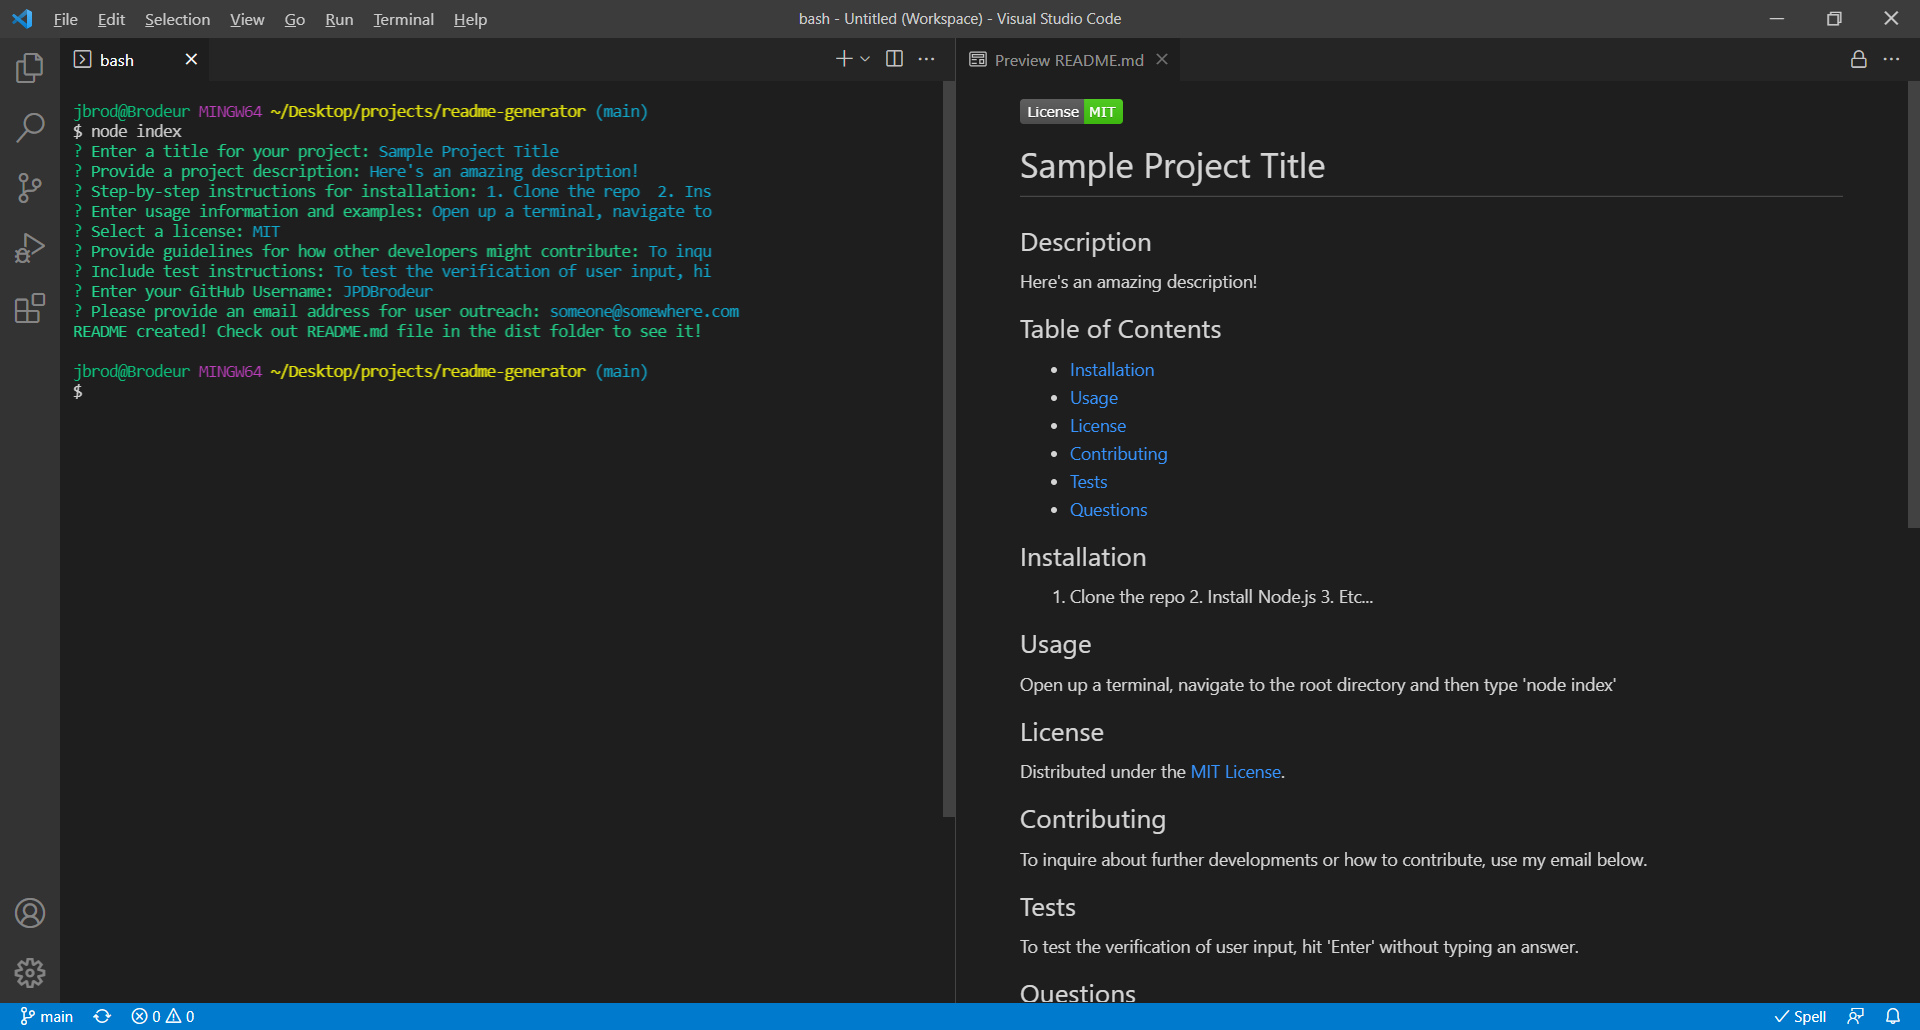 File Edit Selection View Go Run Terminal Help
bash - Untitled (Workspace) - Visual Studio Code
bash
jbrod@Brodeur MINGW64 ~/Desktop/projects/readme-generator (main)
$ node index
? Enter a title for your project: Sample Project Title
? Provide a project description: Here's an amazing description!
? Step-by-step instructions for installation: 1. Clone the repo  2. Ins
? Enter usage information and examples: Open up a terminal, navigate to
? Select a license: MIT
? Provide guidelines for how other developers might contribute: To inqu
? Include test instructions: To test the verification of user input, hi
? Enter your GitHub Username: JPDBrodeur
? Please provide an email address for user outreach: someone@somewhere.com
README created! Check out README.md file in the dist folder to see it!
jbrod@Brodeur MINGW64 ~/Desktop/projects/readme-generator (main)
$
Preview README.md
License MIT
Sample Project Title
Description
Here's an amazing description!
Table of Contents
• Installation
• Usage
• License
• Contributing
• Tests
• Questions
Installation
1. Clone the repo 2. Install Node.js 3. Etc...
Usage
Open up a terminal, navigate to the root directory and then type 'node index'
License
Distributed under the MIT License.
Contributing
To inquire about further developments or how to contribute, use my email below.
Tests
To test the verification of user input, hit 'Enter' without typing an answer.
Questions
main 0 0
Spell